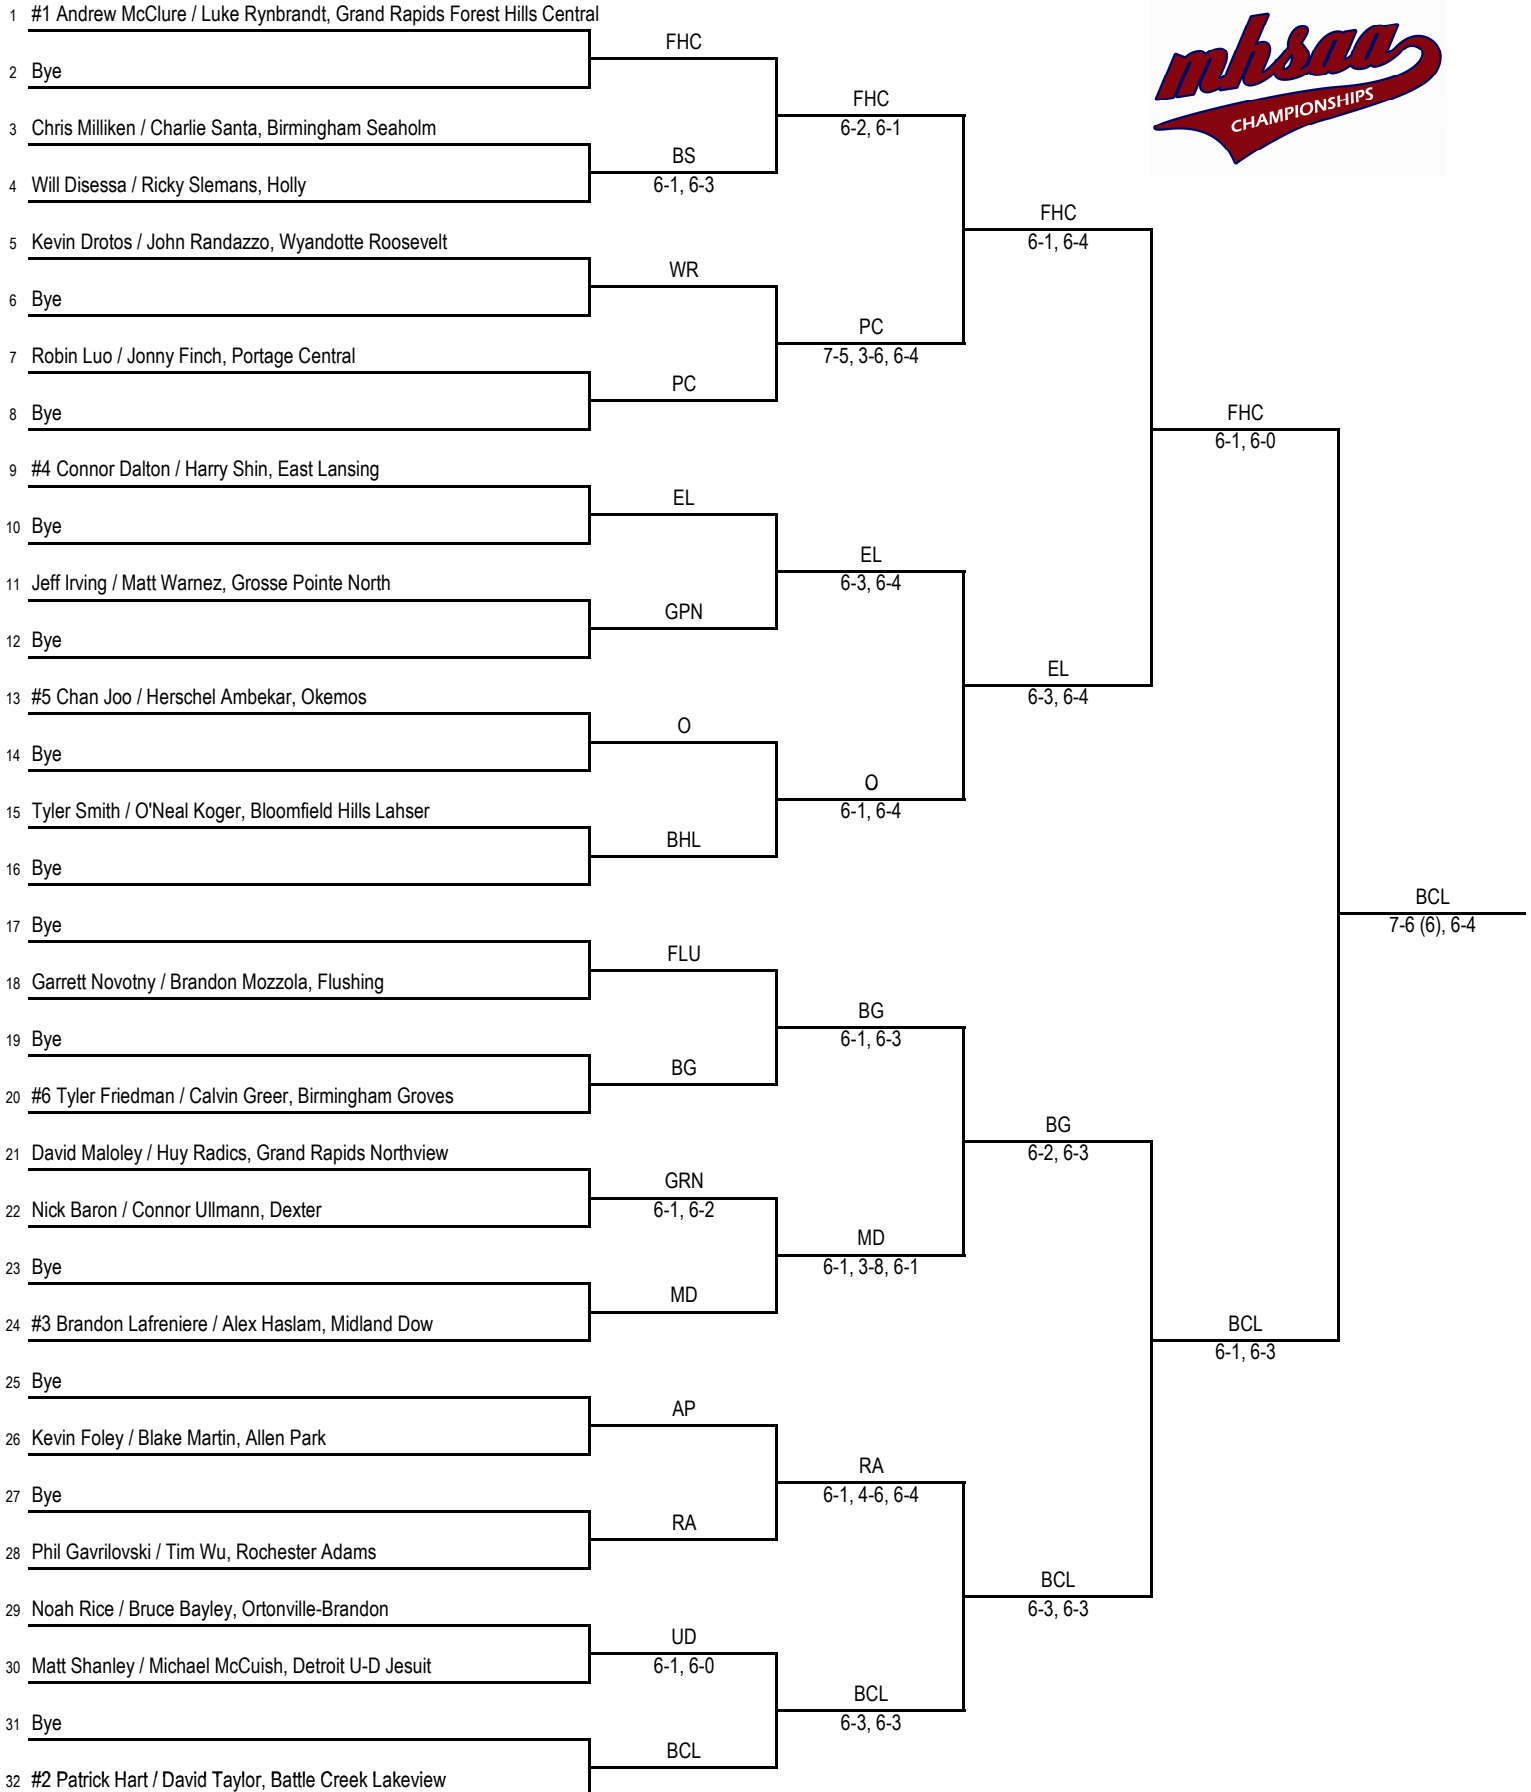 1 #1 Andrew McClure / Luke Rynbrandt, Grand Rapids Forest Hills Central
2 Bye
3 Chris Milliken / Charlie Santa, Birmingham Seaholm
4 Will Disessa / Ricky Slemans, Holly
5 Kevin Drotos / John Randazzo, Wyandotte Roosevelt
6 Bye
7 Robin Luo / Jonny Finch, Portage Central
8 Bye
9 #4 Connor Dalton / Harry Shin, East Lansing
10 Bye
11 Jeff Irving / Matt Warnez, Grosse Pointe North
12 Bye
13 #5 Chan Joo / Herschel Ambekar, Okemos
14 Bye
15 Tyler Smith / O'Neal Koger, Bloomfield Hills Lahser
16 Bye
17 Bye
18 Garrett Novotny / Brandon Mozzola, Flushing
19 Bye
20 #6 Tyler Friedman / Calvin Greer, Birmingham Groves
21 David Maloley / Huy Radics, Grand Rapids Northview
22 Nick Baron / Connor Ullmann, Dexter
23 Bye
24 #3 Brandon Lafreniere / Alex Haslam, Midland Dow
25 Bye
26 Kevin Foley / Blake Martin, Allen Park
27 Bye
28 Phil Gavrilovski / Tim Wu, Rochester Adams
29 Noah Rice / Bruce Bayley, Ortonville-Brandon
30 Matt Shanley / Michael McCuish, Detroit U-D Jesuit
31 Bye
32 #2 Patrick Hart / David Taylor, Battle Creek Lakeview
FHC
BS
6-1, 6-3
WR
PC
EL
GPN
O
BHL
FLU
BG
GRN
6-1, 6-2
MD
AP
RA
UD
6-1, 6-0
BCL
FHC
6-2, 6-1
PC
7-5, 3-6, 6-4
EL
6-3, 6-4
O
6-1, 6-4
BG
6-1, 6-3
MD
6-1, 3-8, 6-1
RA
6-1, 4-6, 6-4
BCL
6-3, 6-3
FHC
6-1, 6-4
EL
6-3, 6-4
BG
6-2, 6-3
BCL
6-3, 6-3
FHC
6-1, 6-0
BCL
6-1, 6-3
BCL
7-6 (6), 6-4
mhsaa
CHAMPIONSHIPS